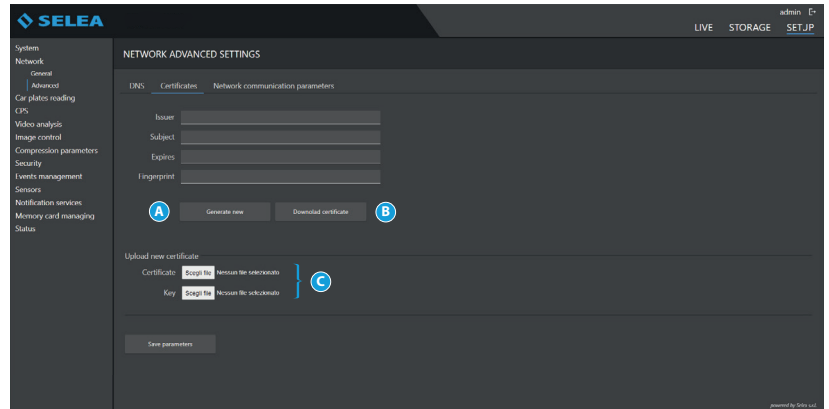 SELEA
admin
LIVE STORAGE SETUP
System
Network
General
Advanced
Car plates reading
CPS
Video analysis
Image control
Compression parameters
Security
Events management
Sensors
Notification services
Memory card managing
Status
NETWORK ADVANCED SETTINGS
DNS Certificates Network communication parameters
Issuer
Subject
Expires
Fingerprint
A Generate new Downolad certificate B
Upload new certificate
Certificate Scegli file Nessun file selezionato
C
Key Scegli file Nessun file selezionato
Save parameters
powered by Selea s.r.l.